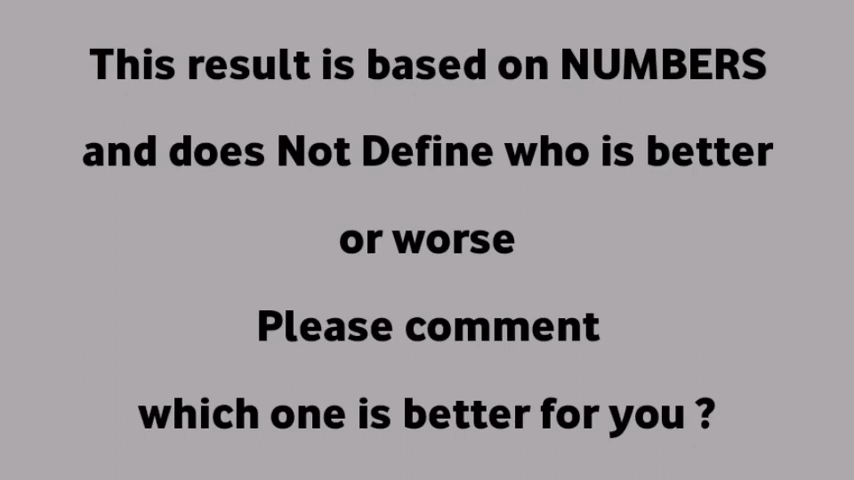 This result is based on NUMBERS
and does Not Define who is better
or worse
Please comment
which one is better for you ?